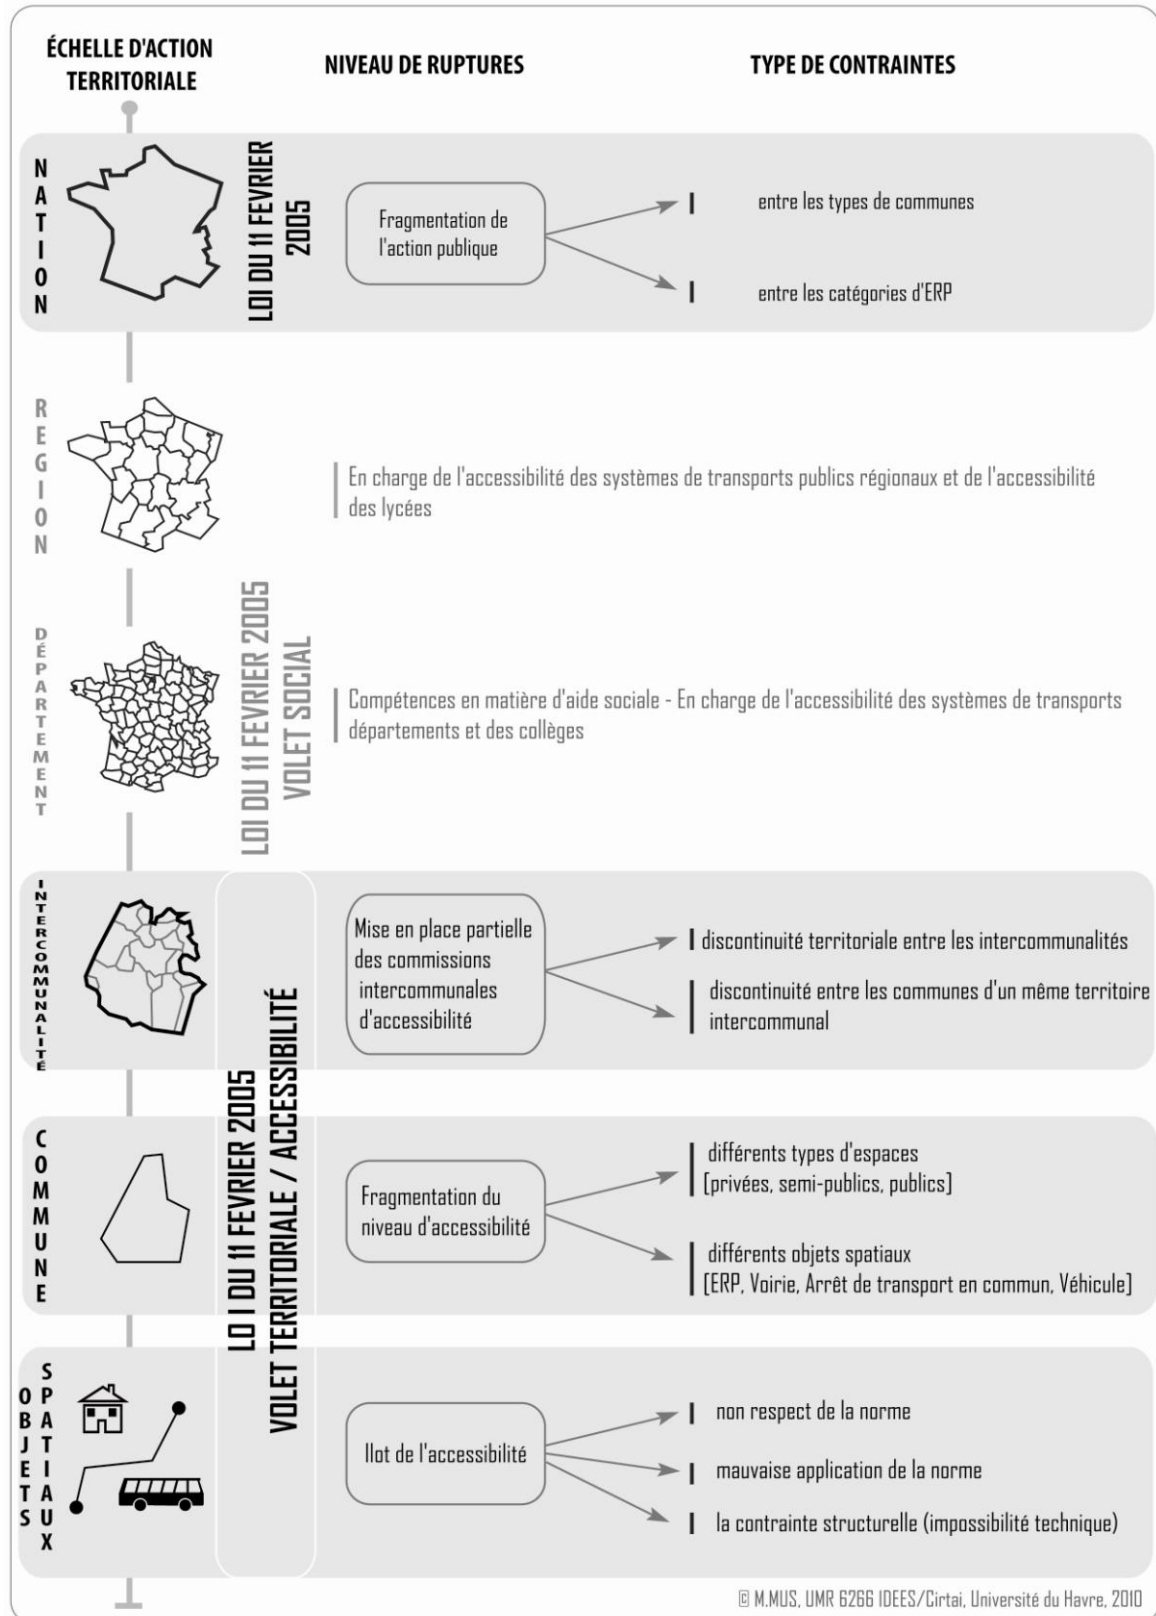 ÉCHELLE D'ACTION
TERRITORIALE
NIVEAU DE RUPTURES
TYPE DE CONTRAINTES
NATION
LOI DU 11 FEVRIER
2005
Fragmentation de
l'action publique
entre les types de communes
entre les catégories d'ERP
REGION
En charge de l'accessibilité des systèmes de transports publics régionaux et de l'accessibilité
des lycées
DÉPARTEMENT
LOI DU 11 FEVRIER 2005
VOLET SOCIAL
Compétences en matière d'aide sociale - En charge de l'accessibilité des systèmes de transports
départements et des collèges
INTERCOMMUNALITÉ
LO I DU 11 FEVRIER 2005
VOLET TERRITORIALE / ACCESSIBILITÉ
Mise en place partielle
des commissions
intercommunales
d'accessibilité
discontinuité territoriale entre les intercommunalités
discontinuité entre les communes d'un même territoire
intercommunal
COMMUNE
Fragmentation du
niveau d'accessibilité
différents types d'espaces
[privées, semi-publics, publics]
différents objets spatiaux
[ERP, Voirie, Arrêt de transport en commun, Véhicule]
OBJETS
SPATIAUX
Ilot de l'accessibilité
non respect de la norme
mauvaise application de la norme
la contrainte structurelle (impossibilité technique)
© M.MUS, UMR 6266 IDEES/Cirtai, Université du Havre, 2010